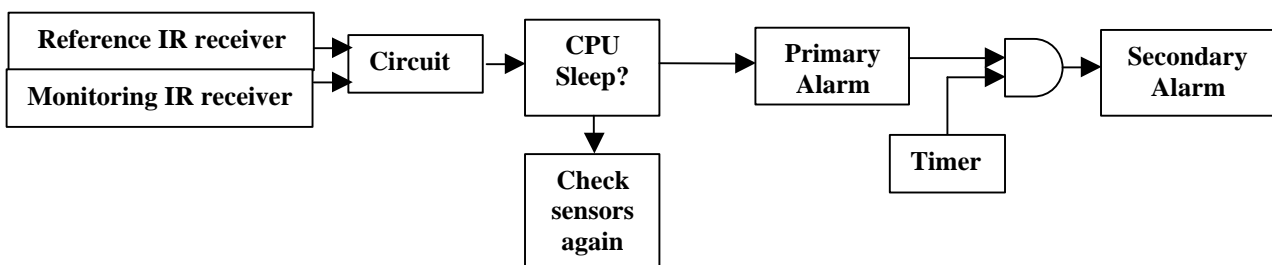 Reference IR receiver
Monitoring IR receiver
Circuit
CPU
Sleep?
Check
sensors
again
Primary
Alarm
Timer
Secondary
Alarm